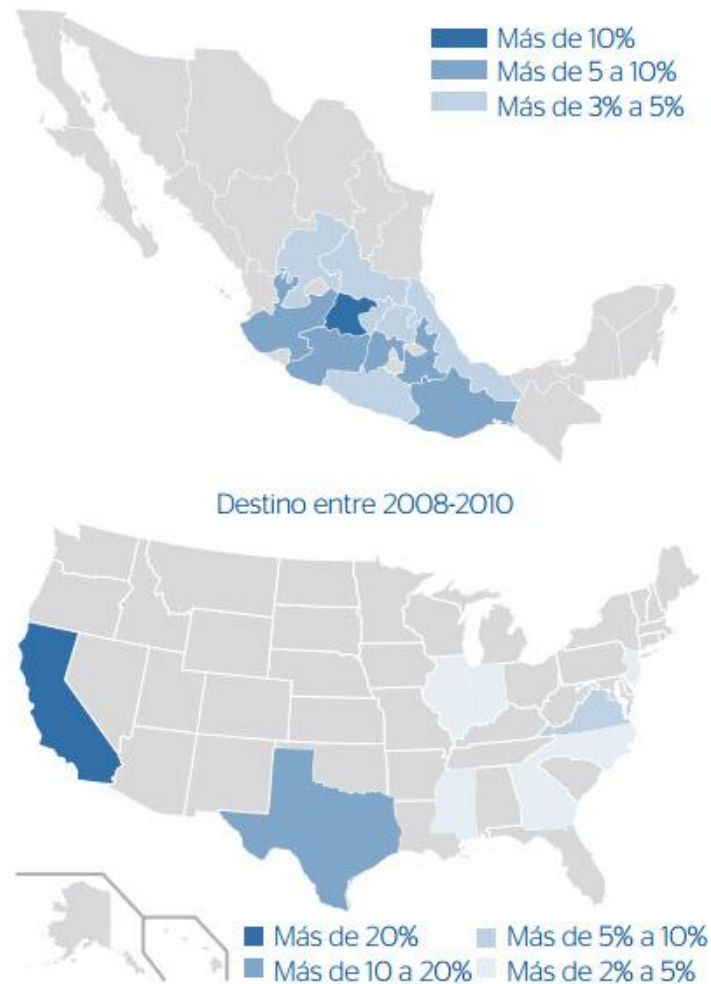 Más de 10%
Más de 5 a 10%
Más de 3% a 5%
Destino entre 2008-2010
Más de 20%
Más de 10 a 20%
Más de 5% a 10%
Más de 2% a 5%